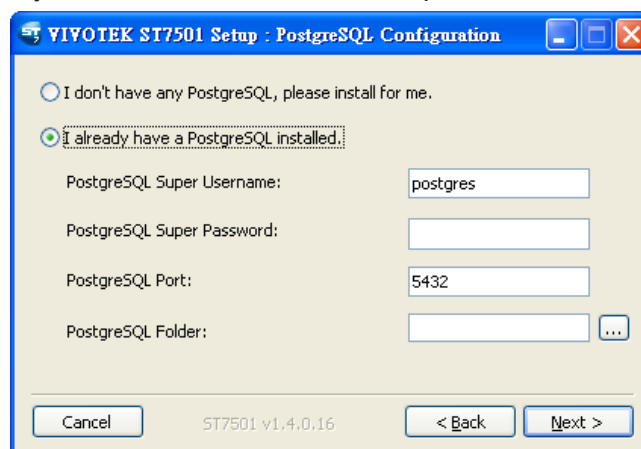 VIVOTEK ST7501 Setup : PostgreSQL Configuration
I don't have any PostgreSQL, please install for me.
I already have a PostgreSQL installed.
PostgreSQL Super Username: postgres
PostgreSQL Super Password:
PostgreSQL Port: 5432
PostgreSQL Folder: ...
Cancel ST7501 v1.4.0.16 < Back Next >